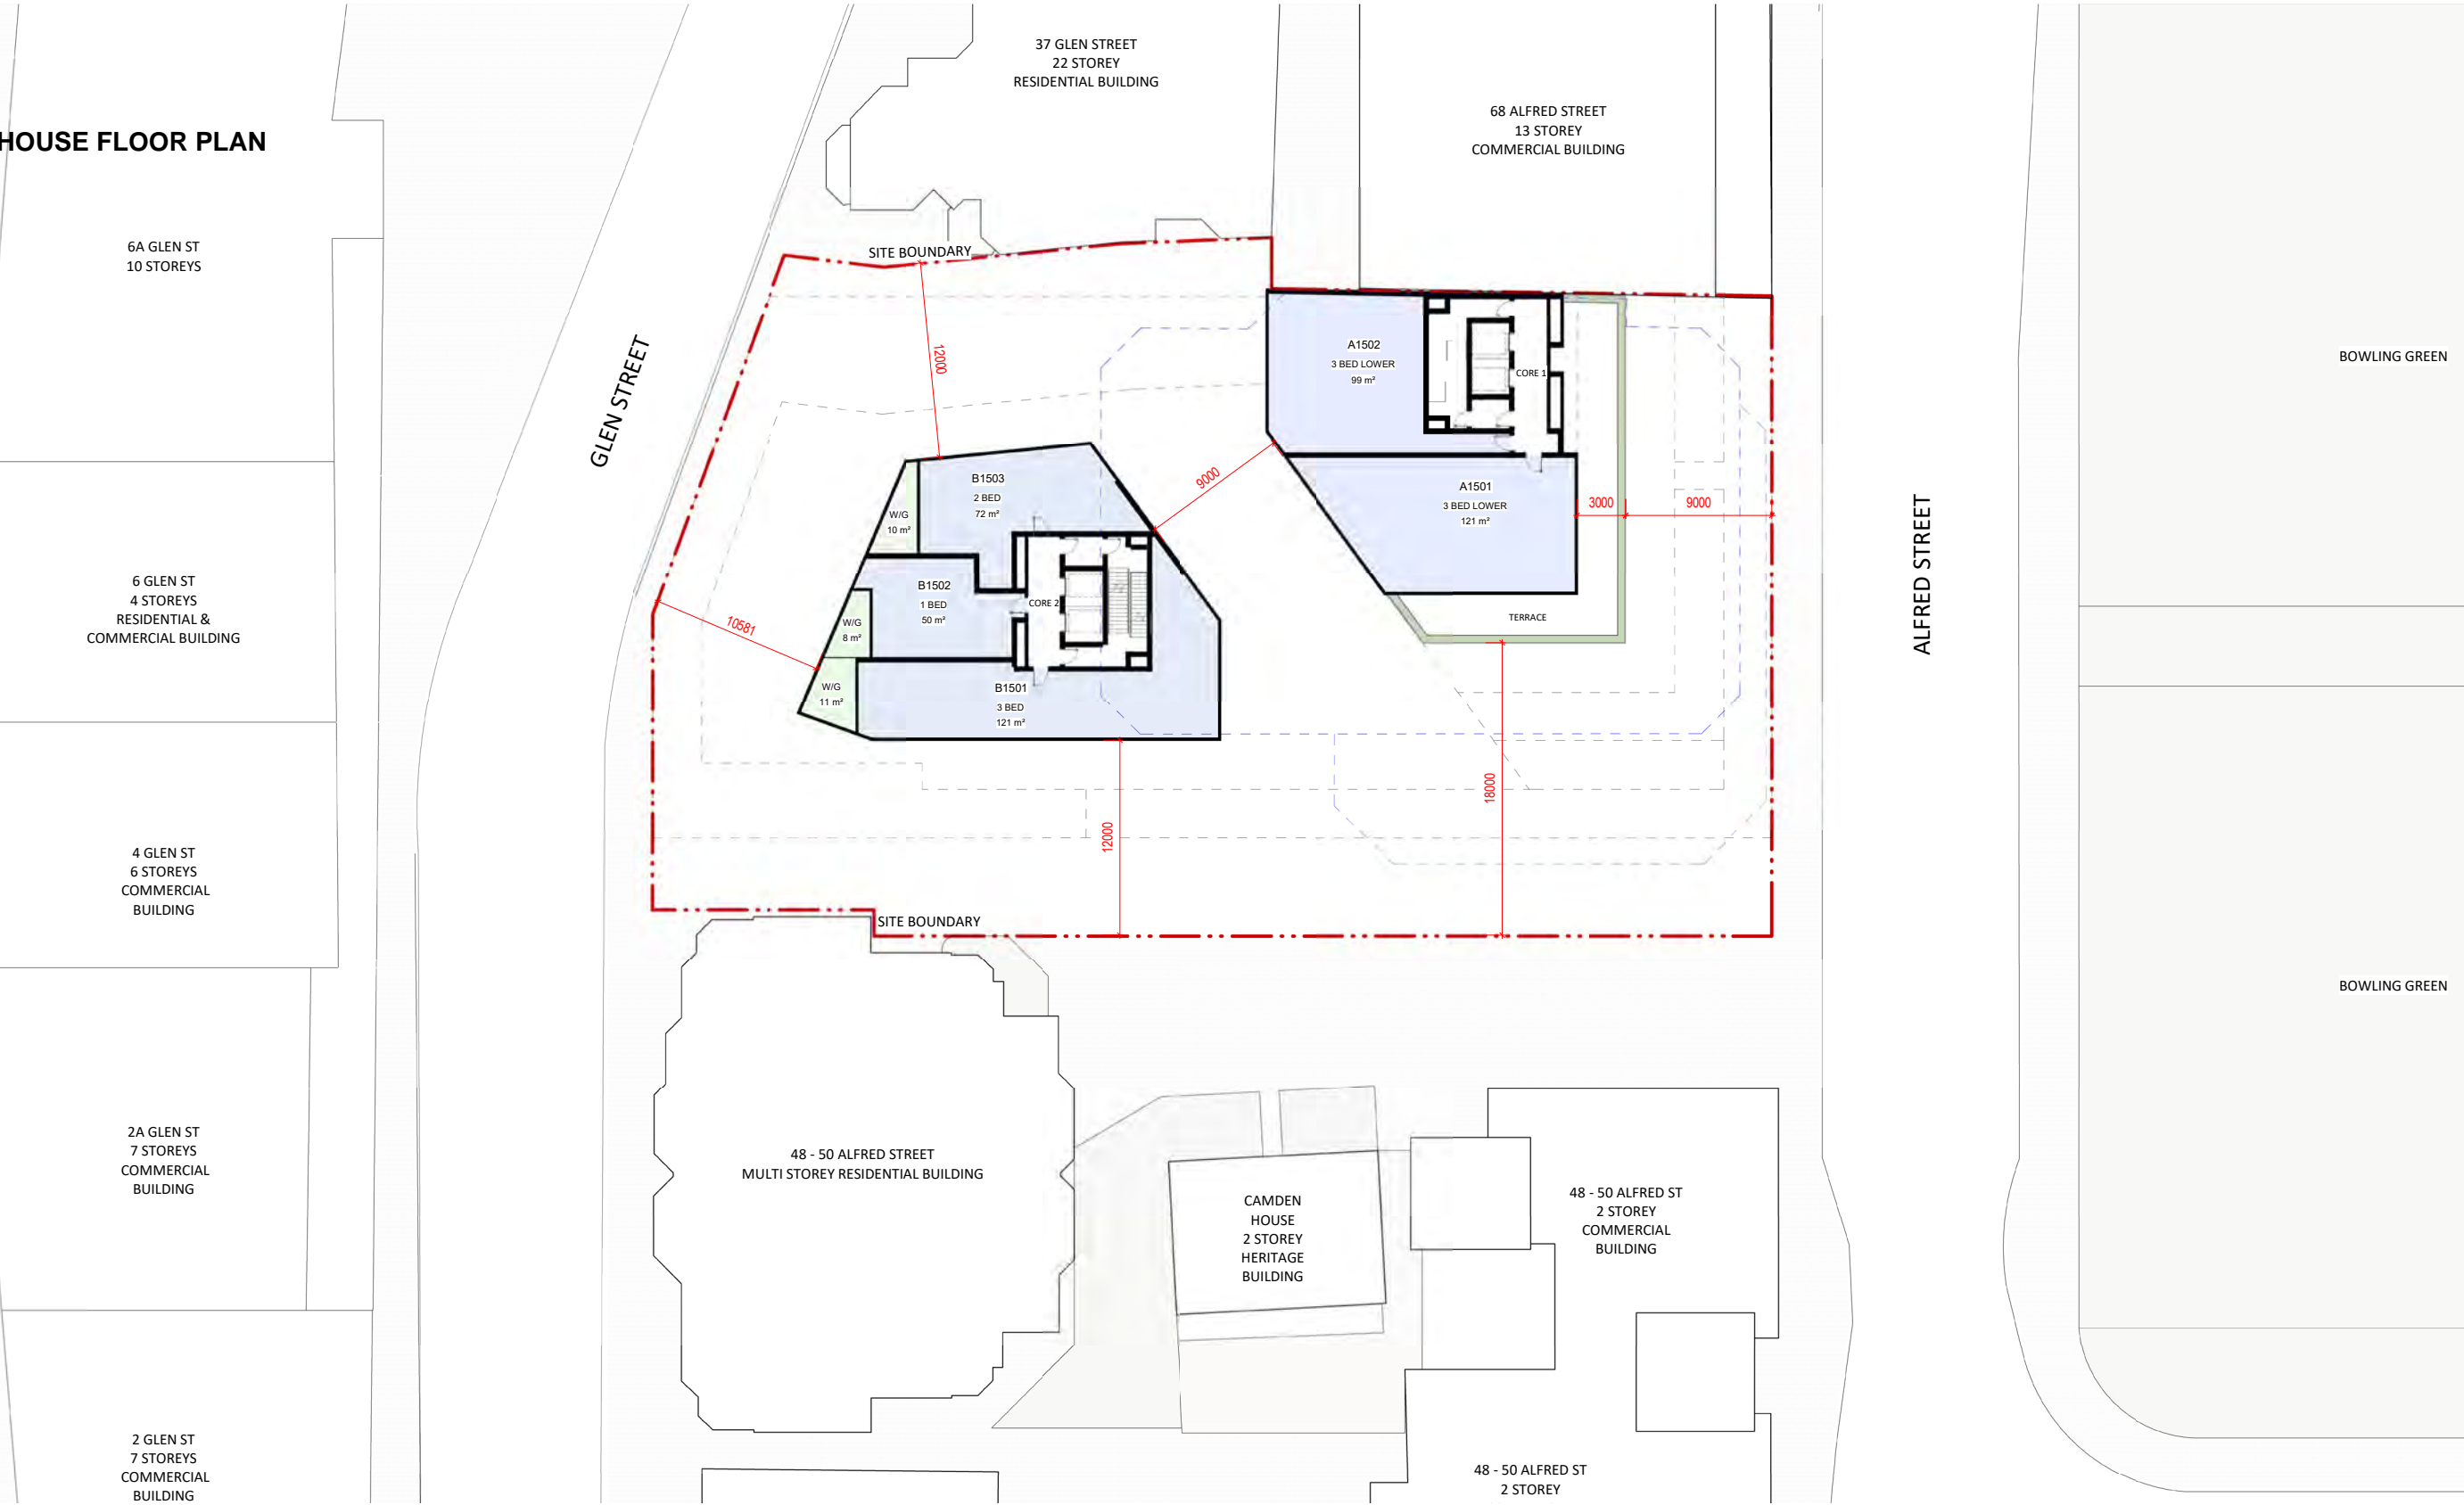 HOUSE FLOOR PLAN
37 GLEN STREET
22 STOREY
RESIDENTIAL BUILDING
68 ALFRED STREET
13 STOREY
COMMERCIAL BUILDING
6A GLEN ST
10 STOREYS
SITE BOUNDARY
GLEN STREET
12000
A1502
3 BED LOWER
99 m²
CORE 1
BOWLING GREEN
B1503
2 BED
72 m²
W/G
10 m²
9000
A1501
3 BED LOWER
121 m²
3000
9000
ALFRED STREET
6 GLEN ST
4 STOREYS
RESIDENTIAL &
COMMERCIAL BUILDING
10581
B1502
1 BED
50 m²
W/G
8 m²
CORE 2
TERRACE
W/G
11 m²
B1501
3 BED
121 m²
12000
18000
4 GLEN ST
6 STOREYS
COMMERCIAL
BUILDING
SITE BOUNDARY
BOWLING GREEN
2A GLEN ST
7 STOREYS
COMMERCIAL
BUILDING
48 - 50 ALFRED STREET
MULTI STOREY RESIDENTIAL BUILDING
CAMDEN
HOUSE
2 STOREY
HERITAGE
BUILDING
48 - 50 ALFRED ST
2 STOREY
COMMERCIAL
BUILDING
2 GLEN ST
7 STOREYS
COMMERCIAL
BUILDING
48 - 50 ALFRED ST
2 STOREY